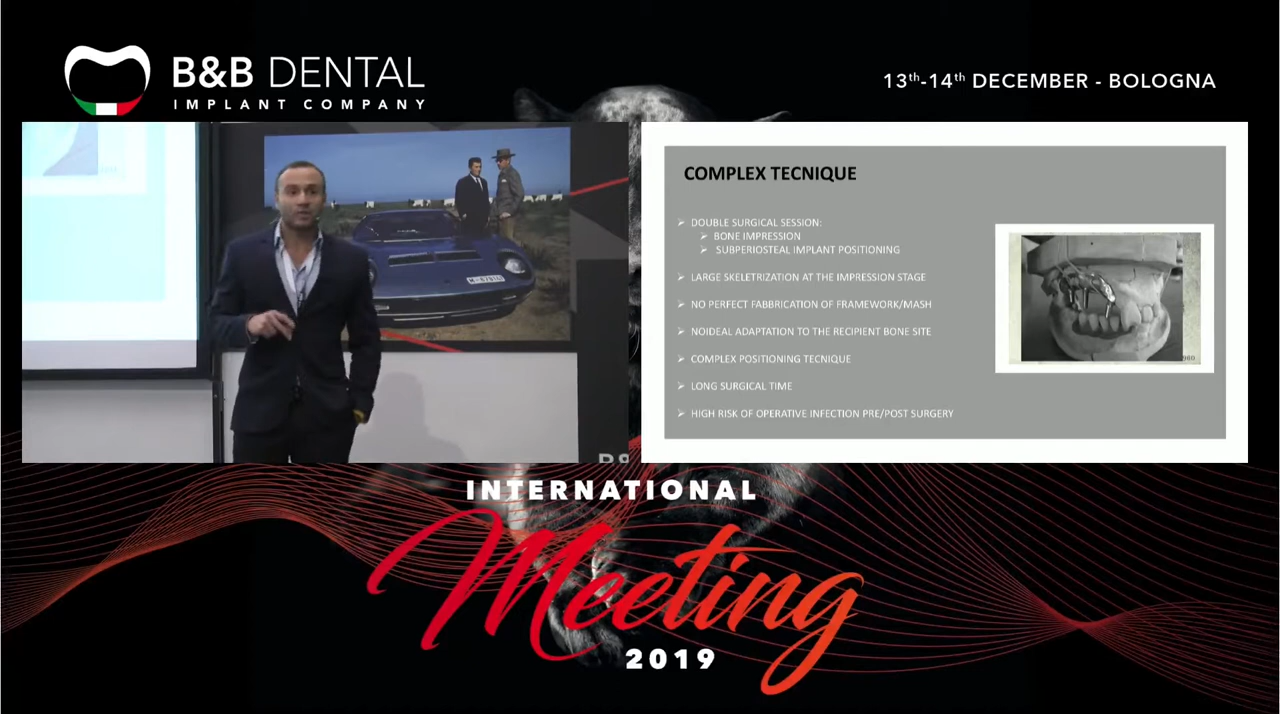 B&B DENTAL
IMPLANT COMPANY
13th-14th DECEMBER - BOLOGNA
COMPLEX TECNIQUE
➢ DOUBLE SURGICAL SESSION:
➢ BONE IMPRESSION
➢ SUBPERIOSTEAL IMPLANT POSITIONING
➢ LARGE SKELETRIZATION AT THE IMPRESSION STAGE
➢ NO PERFECT FABBRICATION OF FRAMEWORK/MASH
➢ NOIDEAL ADAPTATION TO THE RECIPIENT BONE SITE
➢ COMPLEX POSITIONING TECNIQUE
➢ LONG SURGICAL TIME
➢ HIGH RISK OF OPERATIVE INFECTION PRE/POST SURGERY
INTERNATIONAL
Meeting
2019